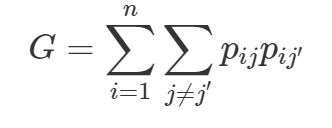 G = \sum_{i=1}^{n} \sum_{j \neq j'} p_{ij} p_{ij'}